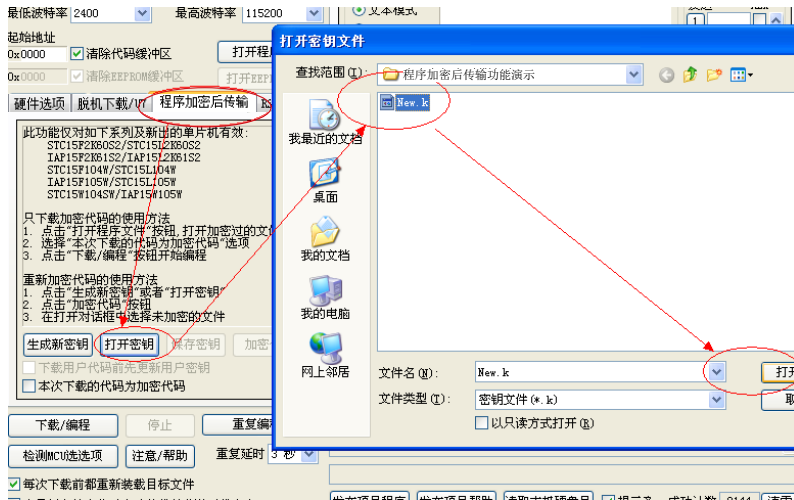 最低波特率 2400 最高波特率 115200
文本模式
起始地址
0x0000 清除代码缓冲区 打开程
0x0000 清除EEPROM缓冲区 打开EEP
硬件选项 脱机下载/U7 程序加密后传输
此功能仅对如下系列及新出的单片机有效:
STC15F2K60S2/STC15L2K60S2
IAP15F2K61S2/IAP15L2K61S2
STC15F104W/STC15L104W
IAP15F105W/STC15L105W
STC15W104SW/IAP15W105W
只下载加密代码的使用方法
1. 点击"打开程序文件"按钮,打开加密过的文
2. 选择"本次下载的代码为加密代码"选项
3. 点击"下载/编程"按钮开始编程
重新加密代码的使用方法
1. 点击"生成新密钥"或者"打开密钥"
2. 点击"加密代码"按钮
3. 在打开对话框中选择未加密的文件
生成新密钥 打开密钥 保存密钥 加密
下载用户代码前先更新用户密钥
本次下载的代码为加密代码
下载/编程 停止 重复编
检测MCU选选项 注意/帮助 重复延时 3 秒
每次下载前都重新装载目标文件
打开密钥文件
查找范围(I): 程序加密后传输功能演示
New.k
我最近的文档
桌面
我的文档
我的电脑
网上邻居
文件名(N): New.k 打开
文件类型(T): 密钥文件(*.k) 取
以只读方式打开(R)